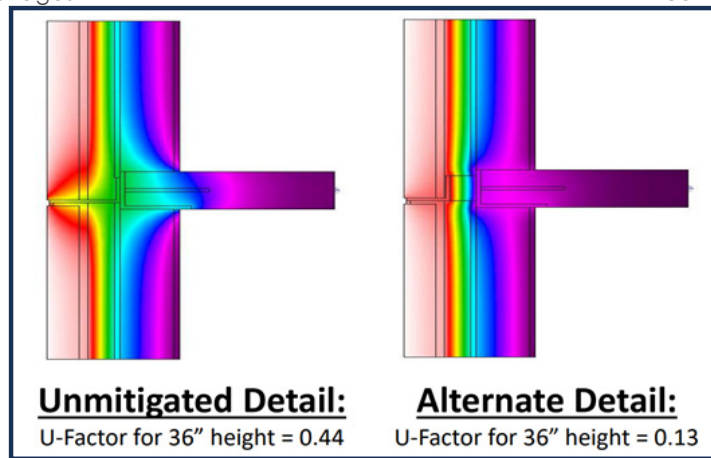 Unmitigated Detail:
U-Factor for 36” height = 0.44
Alternate Detail:
U-Factor for 36” height = 0.13